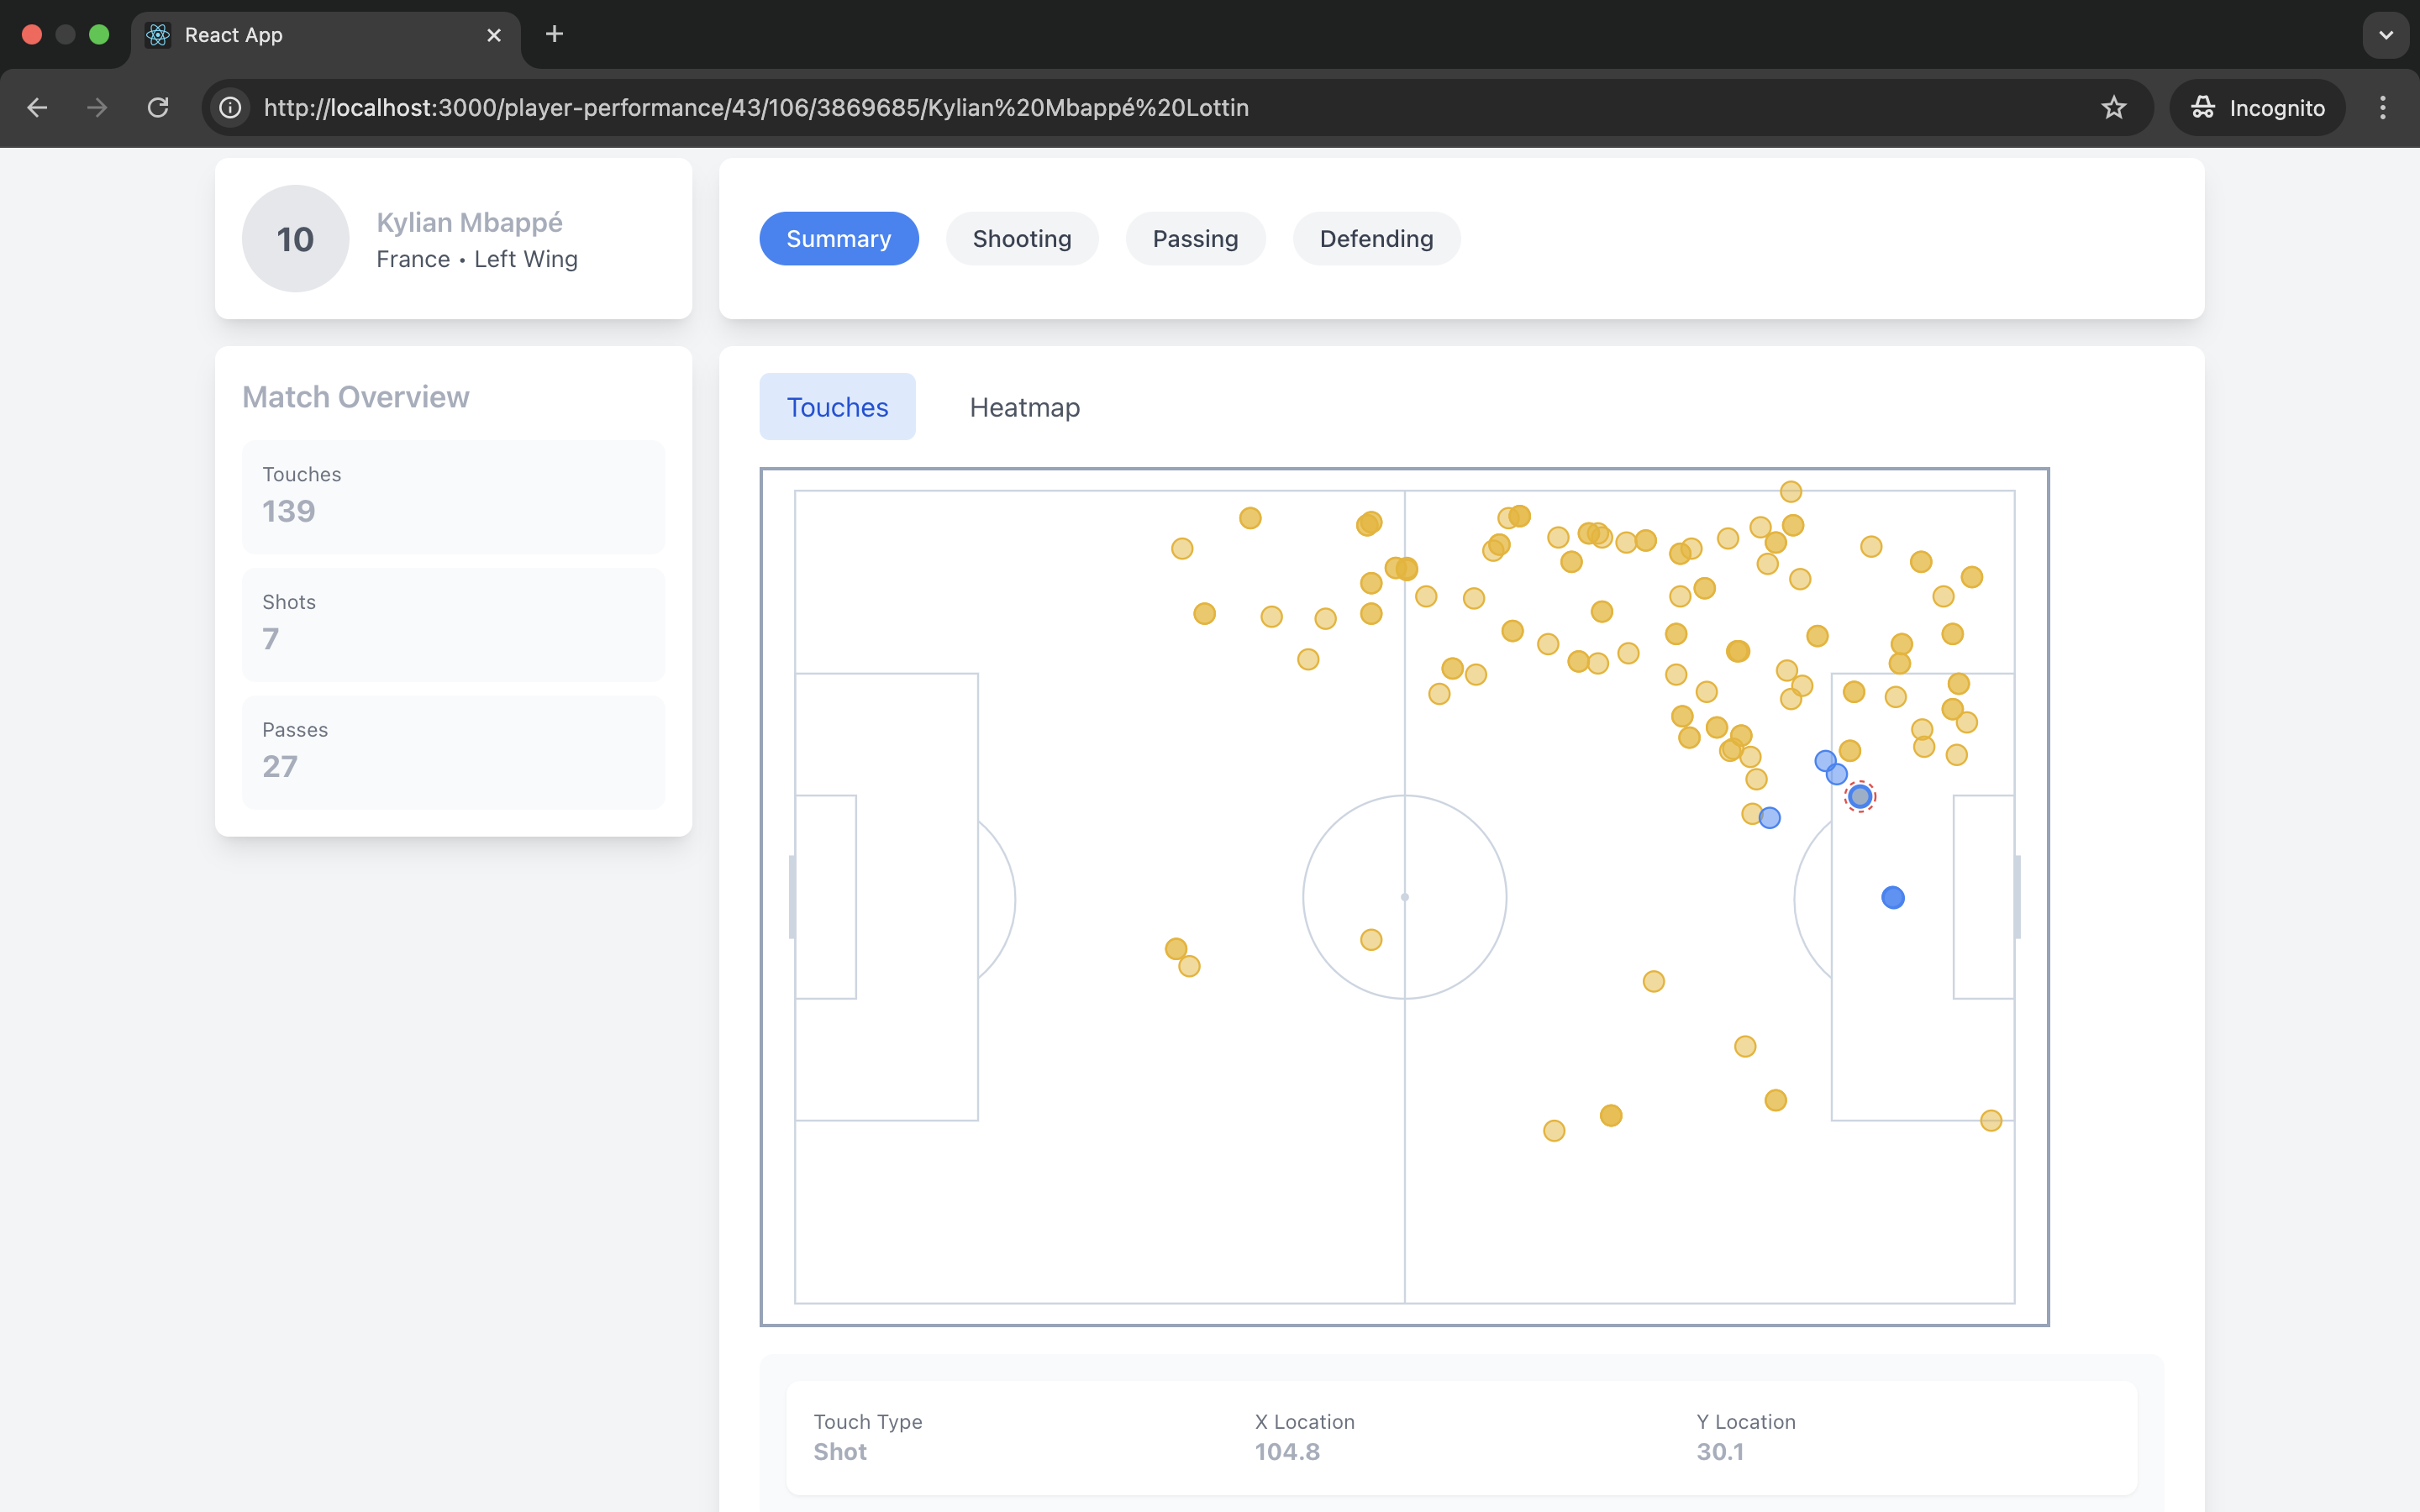 React App
http://localhost:3000/player-performance/43/106/3869685/Kylian%20Mbappé%20Lottin
Incognito
10
Kylian Mbappé
France • Left Wing
Summary
Shooting
Passing
Defending
Match Overview
Touches
139
Shots
7
Passes
27
Touches
Heatmap
Touch Type
Shot
X Location
104.8
Y Location
30.1